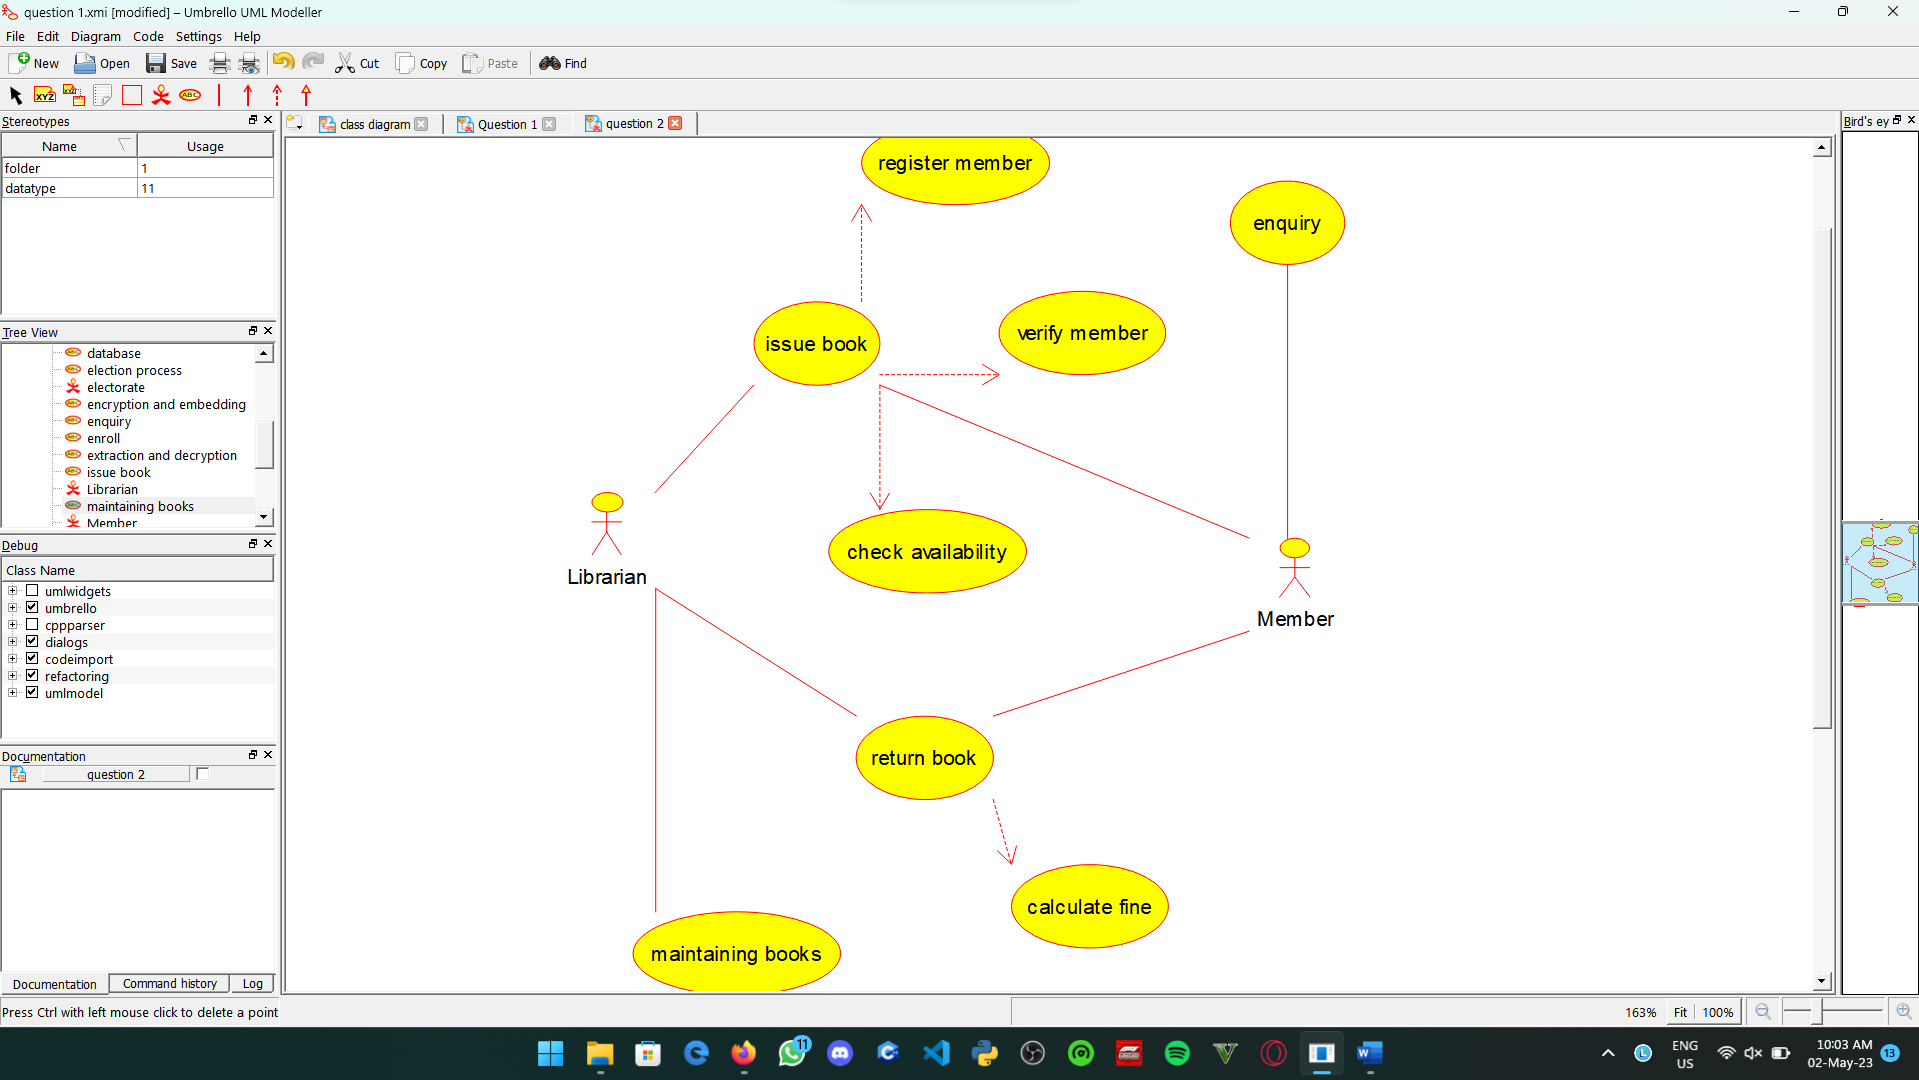 question 1.xmi [modified] – Umbrello UML Modeller
File Edit Diagram Code Settings Help
New Open Save Cut Copy Paste Find
XYZ XYZ ABC
Stereotypes
Name Usage
folder 1
datatype 11
Tree View
database
election process
electorate
encryption and embedding
enquiry
enroll
extraction and decryption
issue book
Librarian
maintaining books
Member
Debug
Class Name
umlwidgets
umbrello
cppparser
dialogs
codeimport
refactoring
umlmodel
Documentation
question 2
Documentation Command history Log
class diagram Question 1 question 2
register member
enquiry
issue book
verify member
Librarian
check availability
Member
return book
calculate fine
maintaining books
Bird's ey
Press Ctrl with left mouse click to delete a point
163% Fit 100%
11
ENG
US
10:03 AM
02-May-23
13